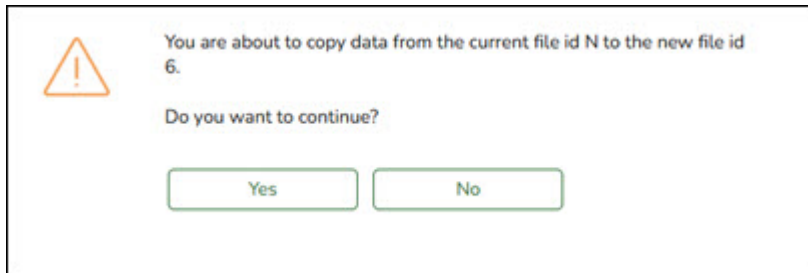 You are about to copy data from the current file id N to the new file id
6.
Do you want to continue?
Yes
No